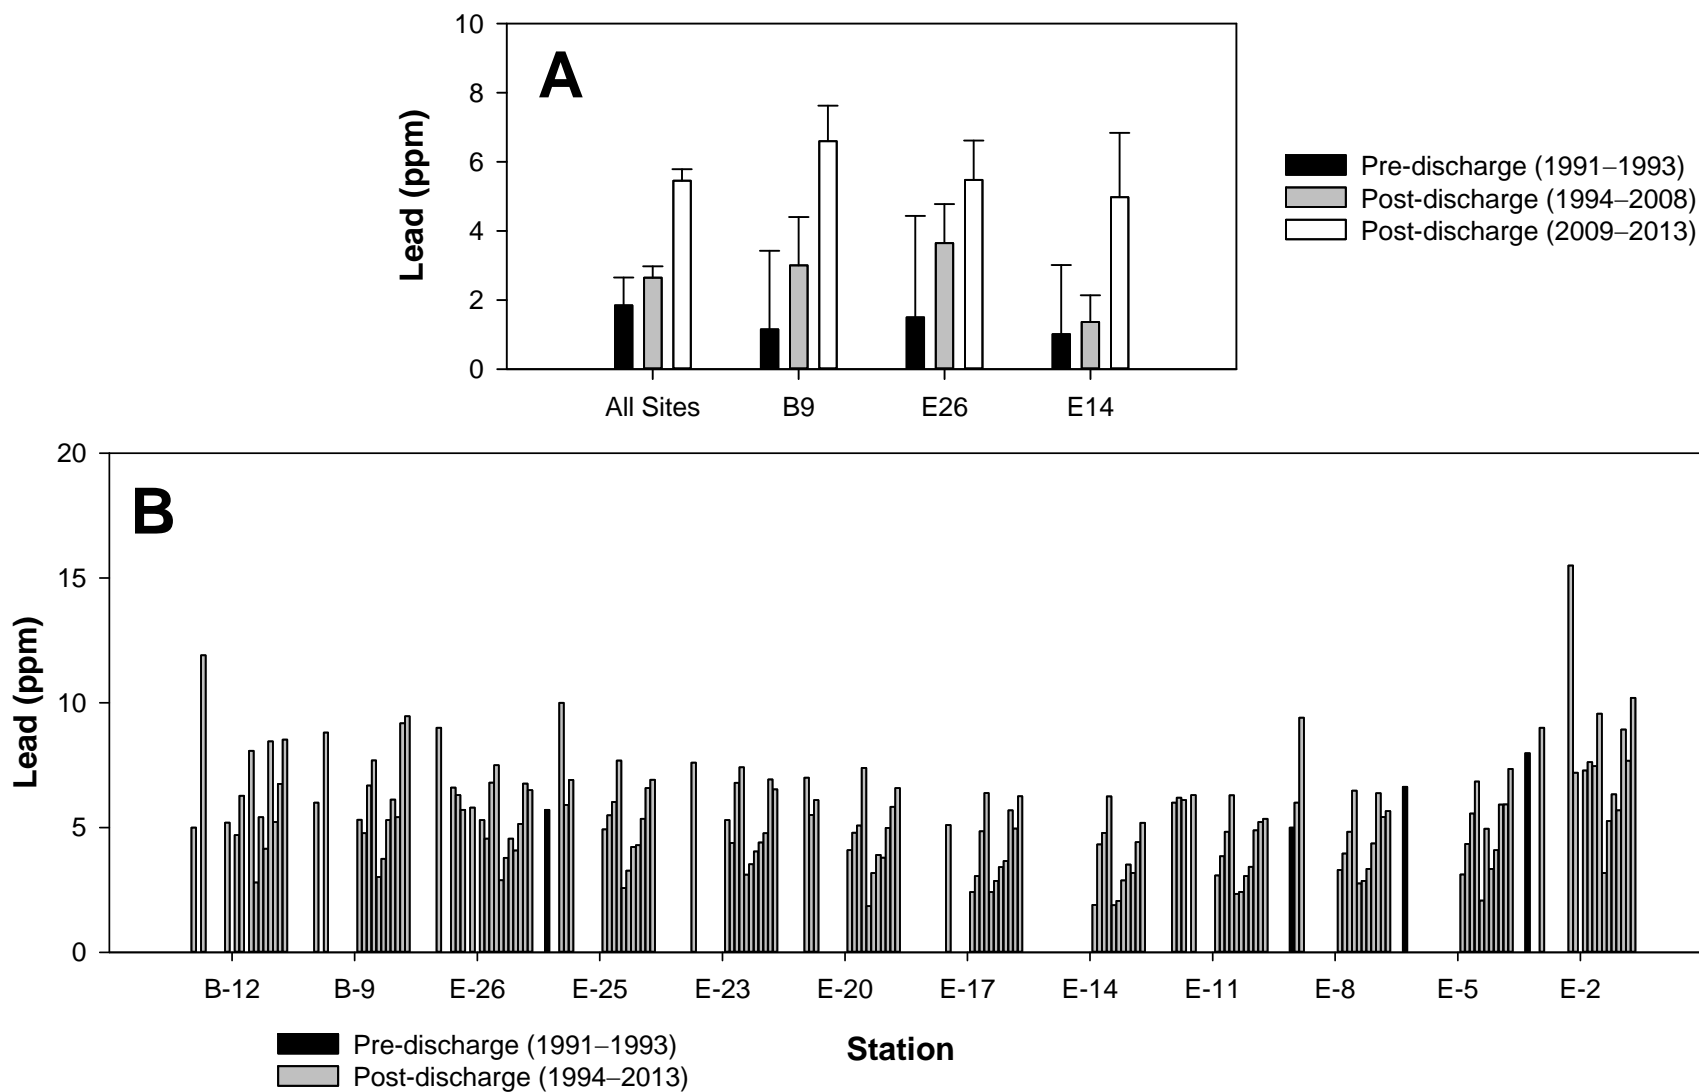 10
8
6
4
2
0
Lead (ppm)
A
All Sites B9 E26 E14
Pre-discharge (1991–1993)
Post-discharge (1994–2008)
Post-discharge (2009–2013)
20
15
10
5
0
Lead (ppm)
B
B-12 B-9 E-26 E-25 E-23 E-20 E-17 E-14 E-11 E-8 E-5 E-2
Station
Pre-discharge (1991–1993)
Post-discharge (1994–2013)